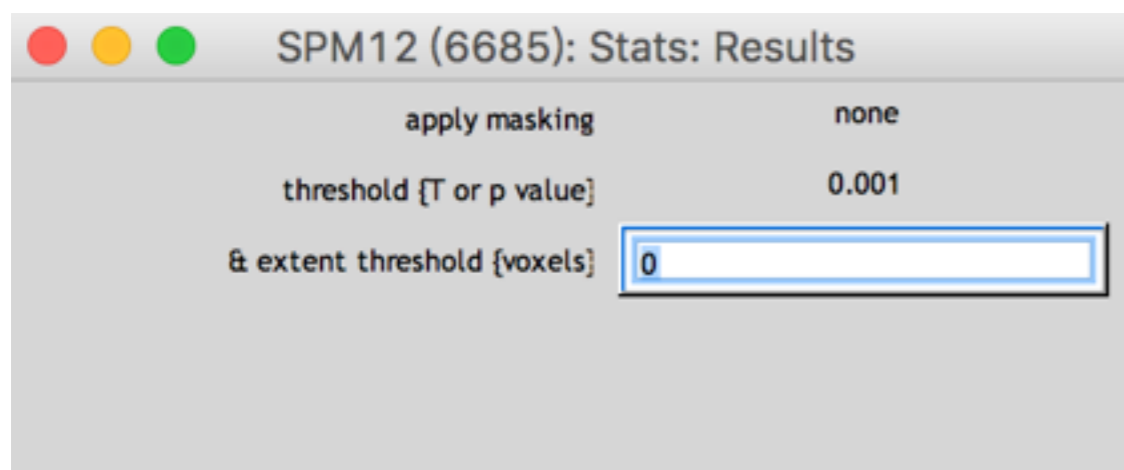 SPM12 (6685): Stats: Results
apply masking none
threshold {T or p value} 0.001
& extent threshold {voxels} 0